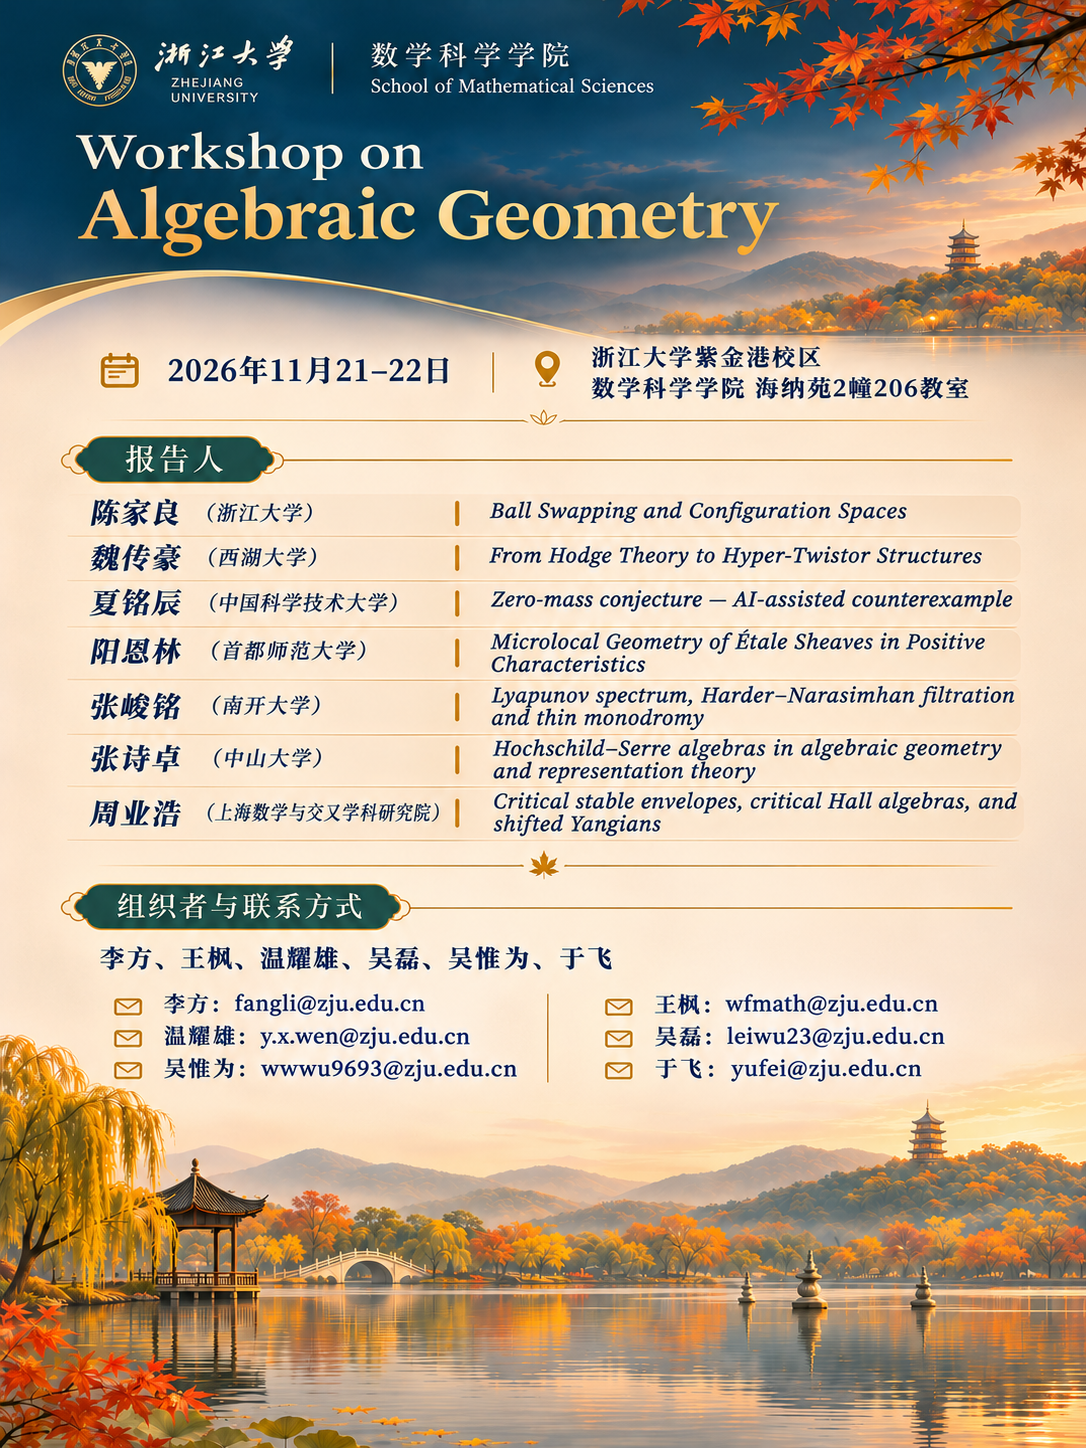 浙江大学
ZHEJIANG
UNIVERSITY
数学科学学院
School of Mathematical Sciences
Workshop on
Algebraic Geometry
2026年11月21–22日
浙江大学紫金港校区
数学科学学院 海纳苑2幢206教室
报告人
陈家良 （浙江大学） Ball Swapping and Configuration Spaces
魏传豪 （西湖大学） From Hodge Theory to Hyper-Twistor Structures
夏铭辰 （中国科学技术大学） Zero-mass conjecture — AI-assisted counterexample
阳恩林 （首都师范大学） Microlocal Geometry of Étale Sheaves in Positive
Characteristics
张峻铭 （南开大学） Lyapunov spectrum, Harder–Narasimhan filtration
and thin monodromy
张诗卓 （中山大学） Hochschild–Serre algebras in algebraic geometry
and representation theory
周业浩 （上海数学与交叉学科研究院） Critical stable envelopes, critical Hall algebras, and
shifted Yangians
组织者与联系方式
李方、王枫、温耀雄、吴磊、吴惟为、于飞
李方：fangli@zju.edu.cn
王枫：wfmath@zju.edu.cn
温耀雄：y.x.wen@zju.edu.cn
吴磊：leiwu23@zju.edu.cn
吴惟为：wwwu9693@zju.edu.cn
于飞：yufei@zju.edu.cn